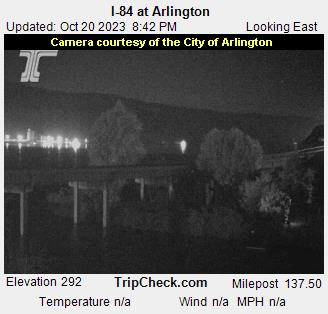 I-84 at Arlington
Updated: Oct 20 2023 8:42 PM Looking East
Camera courtesy of the City of Arlington
Elevation 292 TripCheck.com Milepost 137.50
Temperature n/a Wind n/a MPH n/a